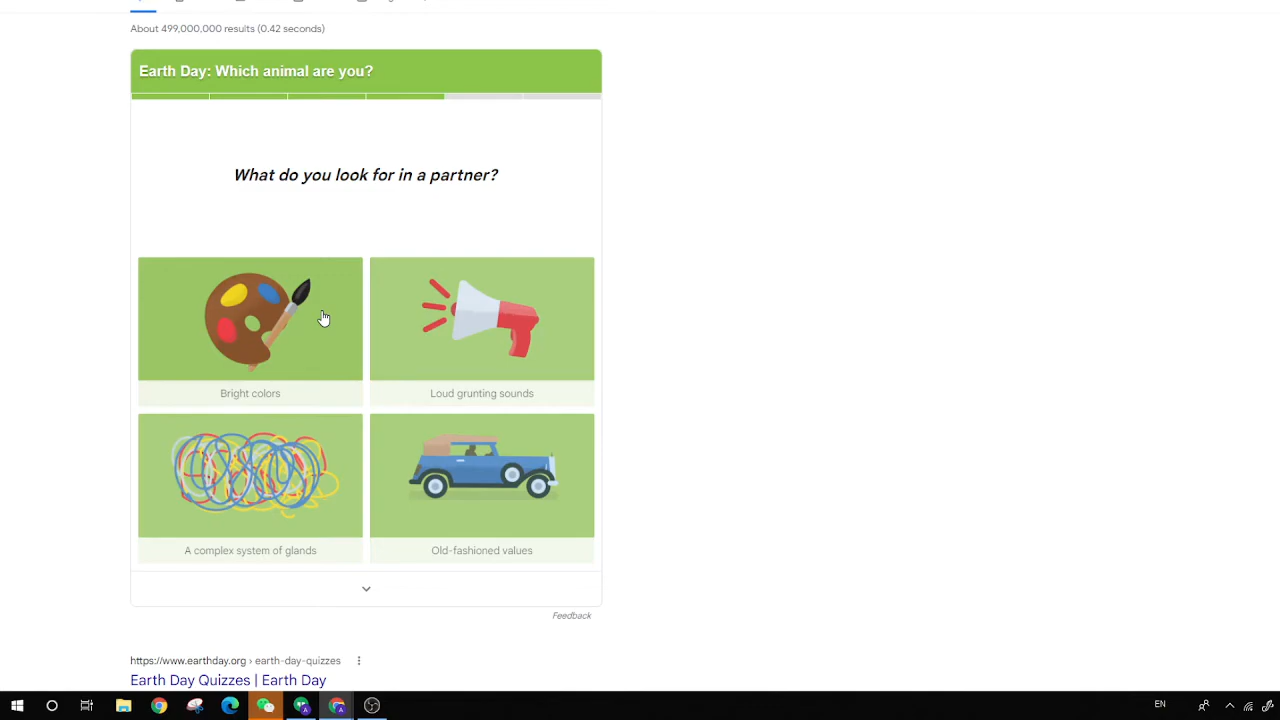 About 499,000,000 results (0.42 seconds)
Earth Day: Which animal are you?
What do you look for in a partner?
Bright colors
Loud grunting sounds
A complex system of glands
Old-fashioned values
Feedback
https://www.earthday.org › earth-day-quizzes
Earth Day Quizzes | Earth Day
EN